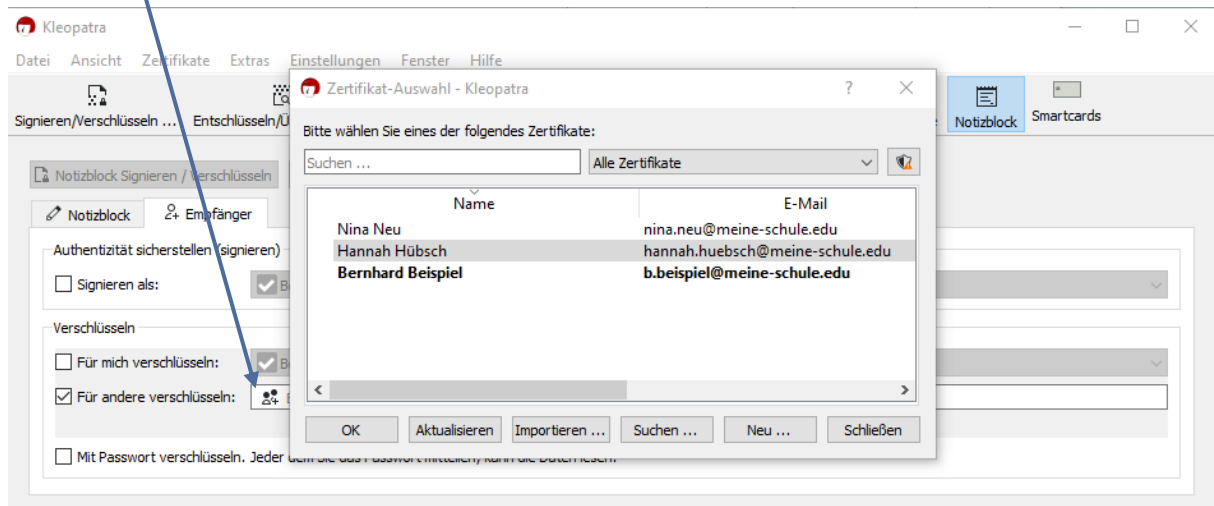 Kleopatra
Datei Ansicht Zertifikate Extras Einstellungen Fenster Hilfe
Signieren/Verschlüsseln ... Entschlüsseln/Ü Notizblock Smartcards
Notizblock Signieren / Verschlüsseln
Notizblock Empfänger
Authentizität sicherstellen (signieren)
Signieren als:
Verschlüsseln
Für mich verschlüsseln:
Für andere verschlüsseln:
Mit Passwort verschlüsseln. Jeder dem Sie das Passwort mitteilen, kann die Daten lesen.
Zertifikat-Auswahl - Kleopatra ?
Bitte wählen Sie eines der folgendes Zertifikate:
Suchen ... Alle Zertifikate
Name E-Mail
Nina Neu nina.neu@meine-schule.edu
Hannah Hübsch hannah.huebsch@meine-schule.edu
Bernhard Beispiel b.beispiel@meine-schule.edu
OK Aktualisieren Importieren ... Suchen ... Neu ... Schließen